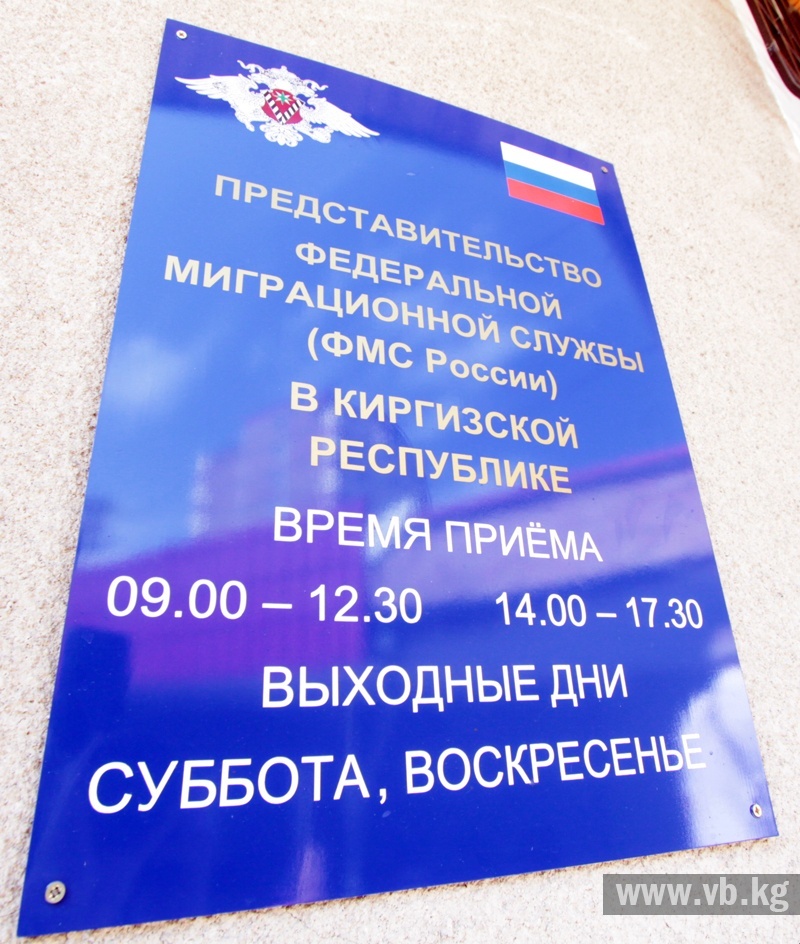 ПРЕДСТАВИТЕЛЬСТВО
ФЕДЕРАЛЬНОЙ
МИГРАЦИОННОЙ СЛУЖБЫ
(ФМС России)
В КИРГИЗСКОЙ
РЕСПУБЛИКЕ
ВРЕМЯ ПРИЁМА
09.00 – 12.30 14.00 – 17.30
ВЫХОДНЫЕ ДНИ
СУББОТА, ВОСКРЕСЕНЬЕ
www.vb.kg